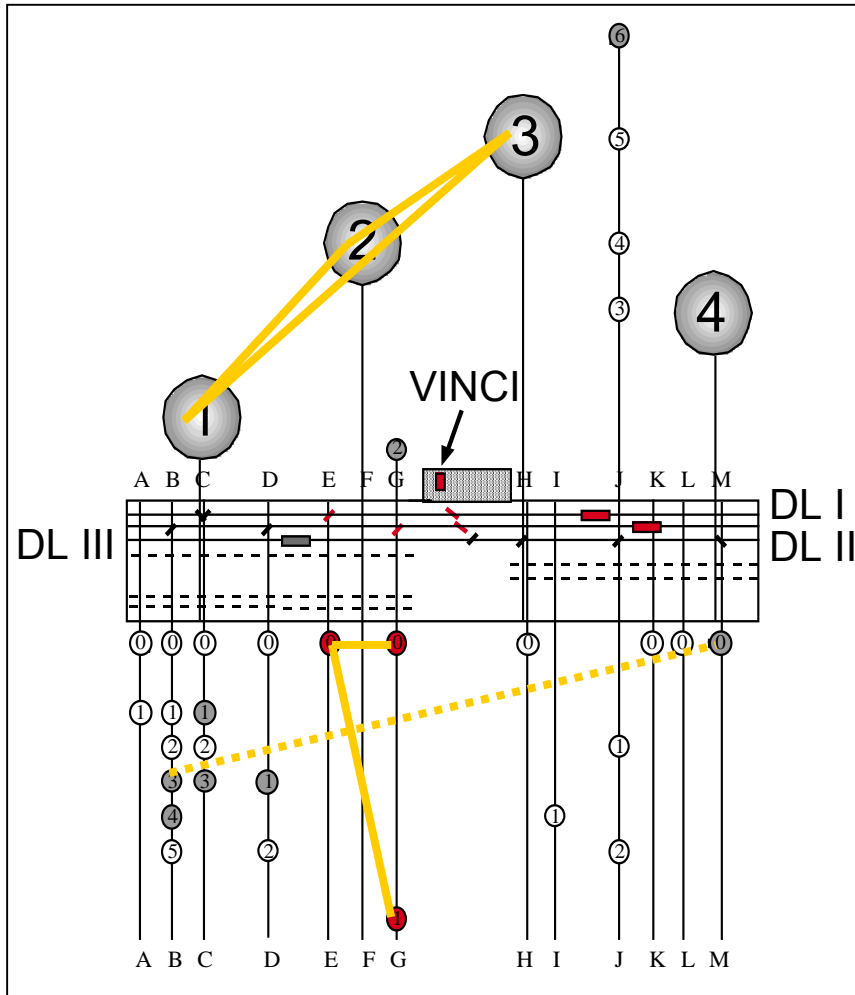 6
3
5
2
4
3
4
1
VINCI
2
A B C D E F G H I J K L M
DL I
DL III DL II
0 0 0 0 0 0 0 0 0 0
1 1 1
2 2 1
3 3 1
4 1
5 2 2
1
A B C D E F G H I J K L M